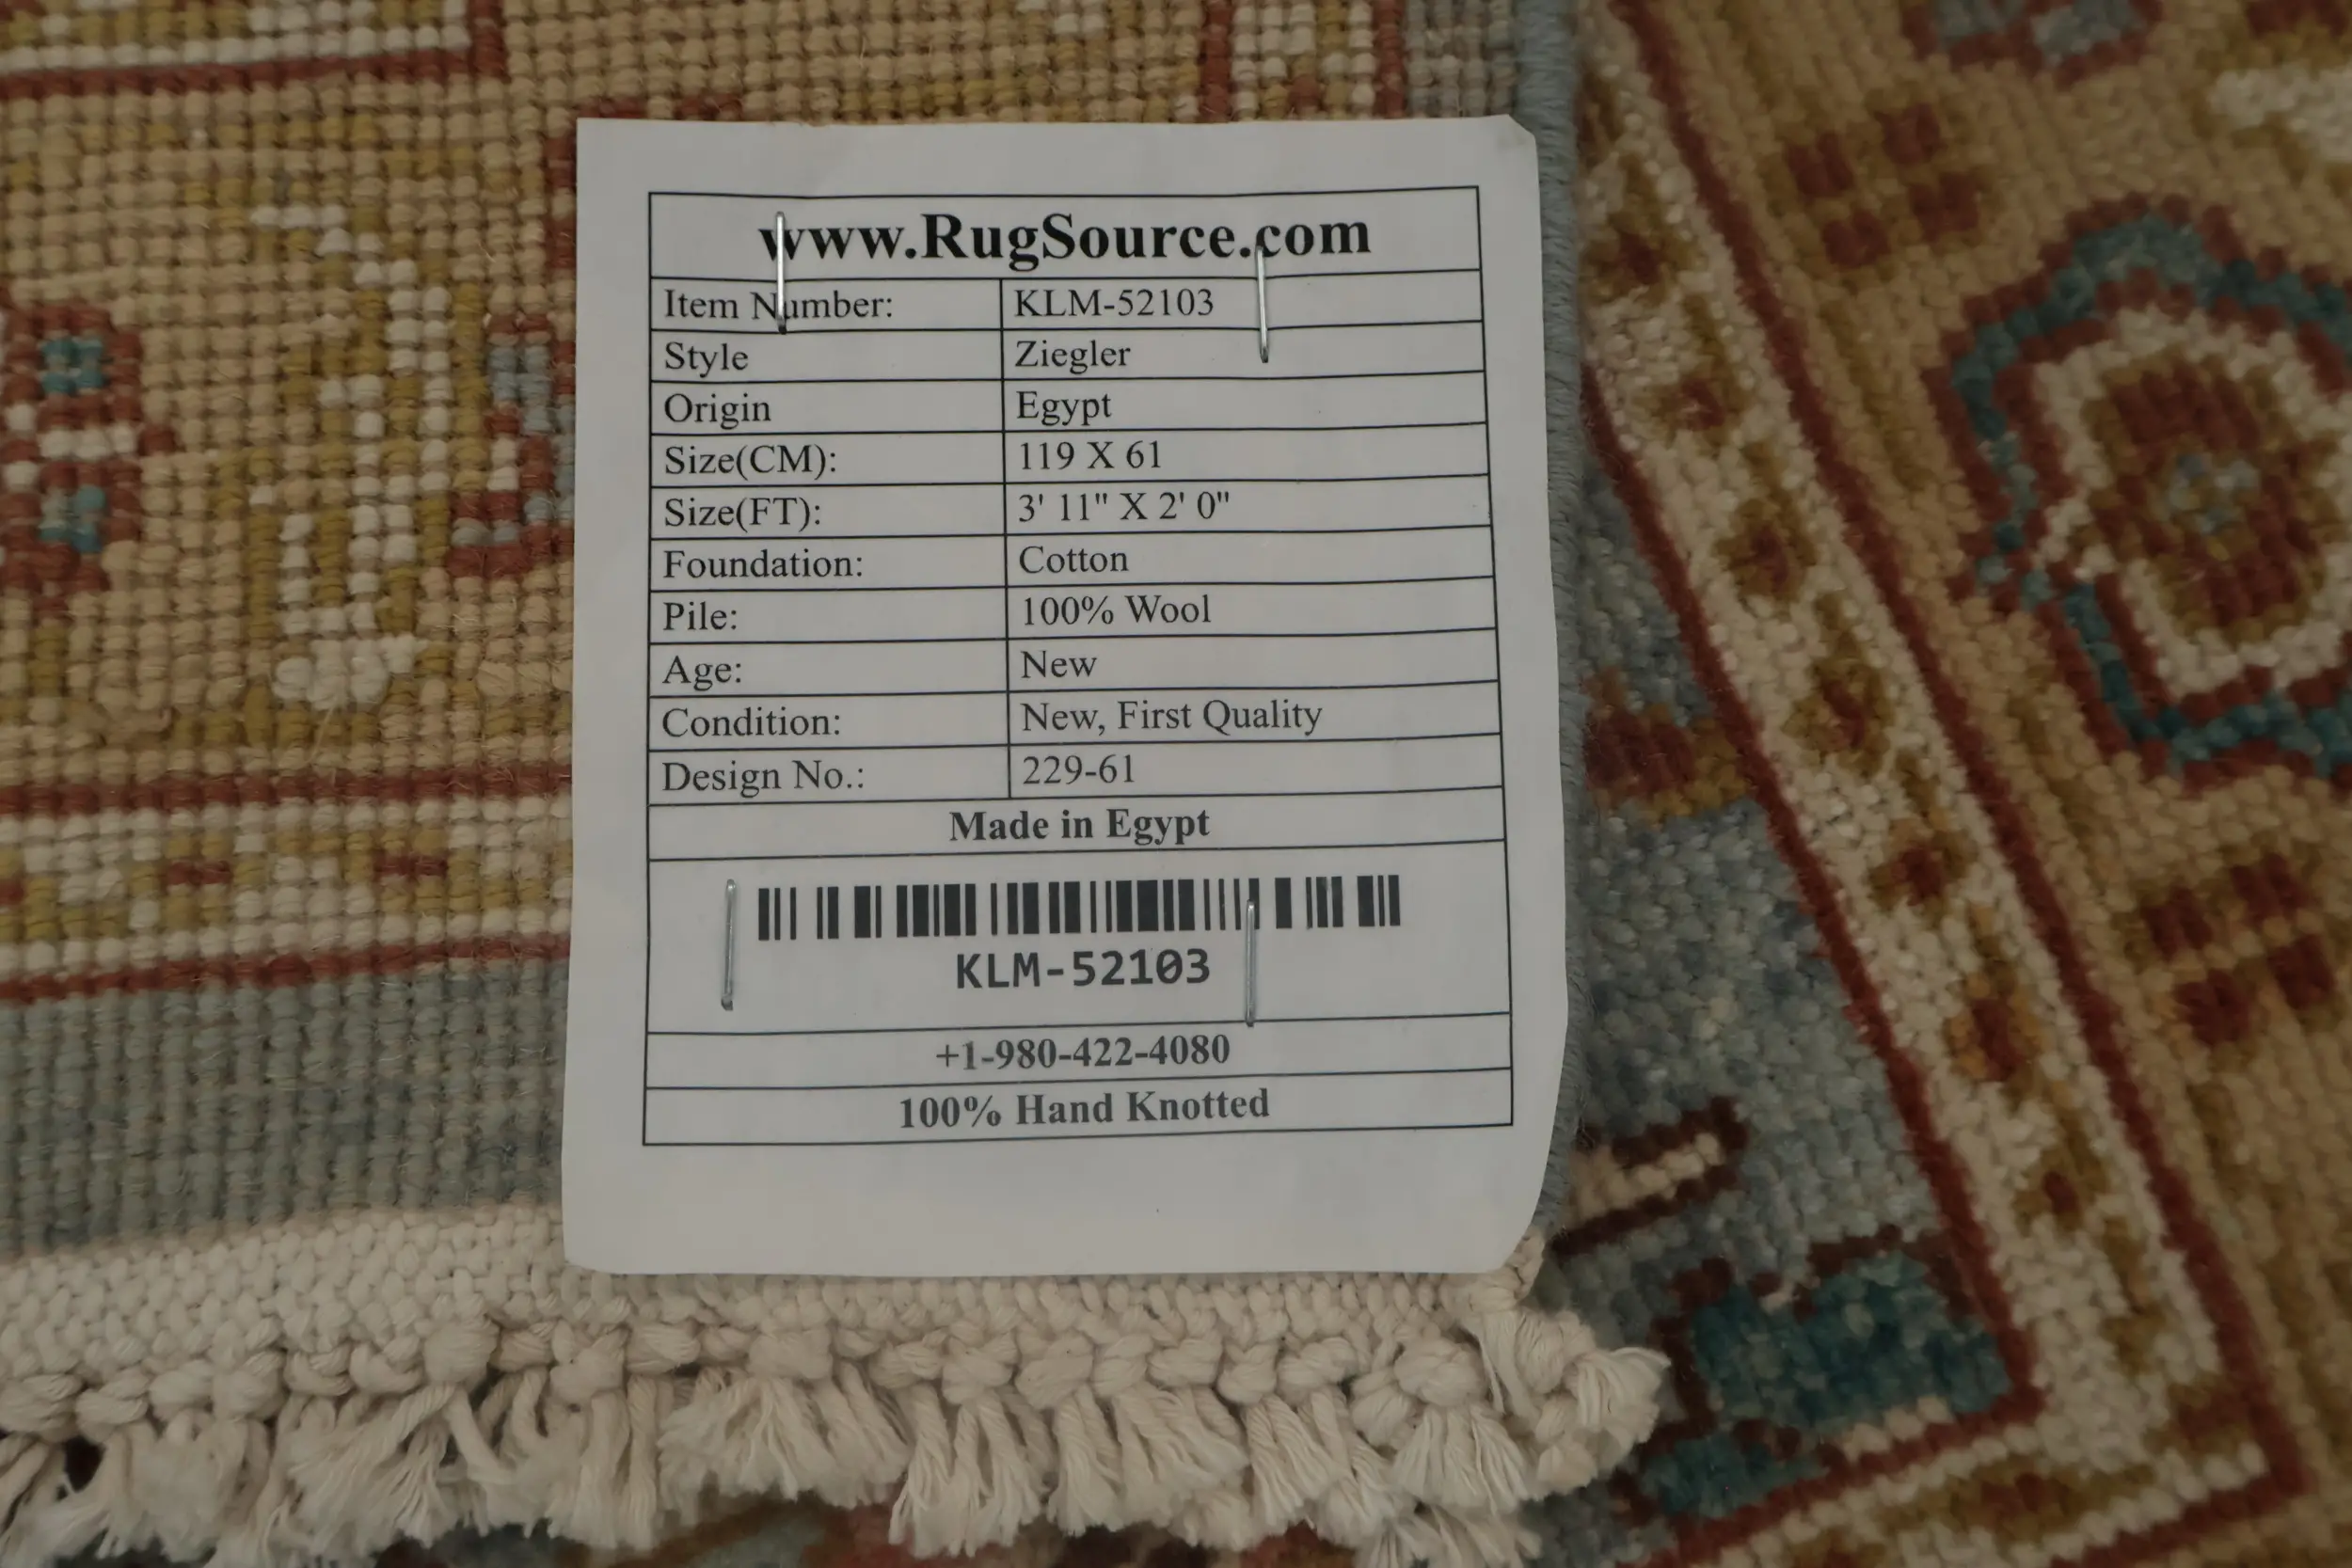 www.RugSource.com
Item Number: KLM-52103
Style Ziegler
Origin Egypt
Size(CM): 119 X 61
Size(FT): 3' 11" X 2' 0"
Foundation: Cotton
Pile: 100% Wool
Age: New
Condition: New, First Quality
Design No.: 229-61
Made in Egypt
KLM-52103
+1-980-422-4080
100% Hand Knotted